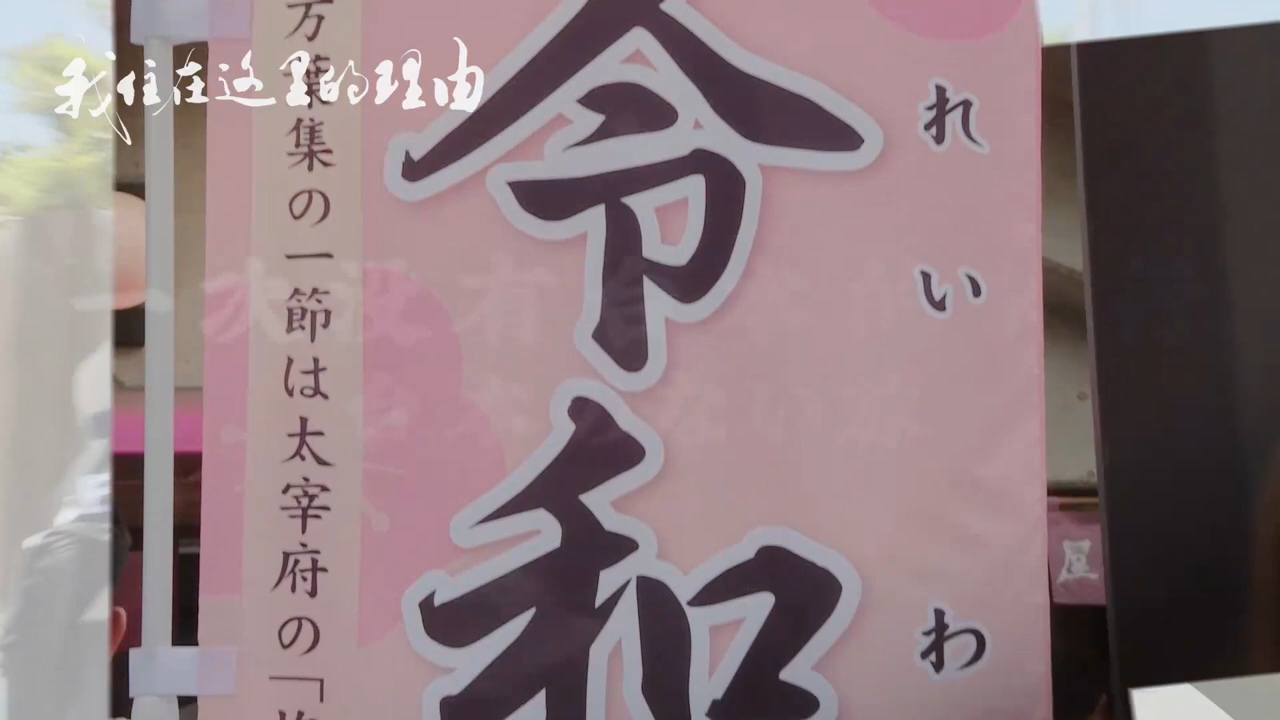 我住在这里的理由
れいわ
令和
万葉集の一節は太宰府の「
屋